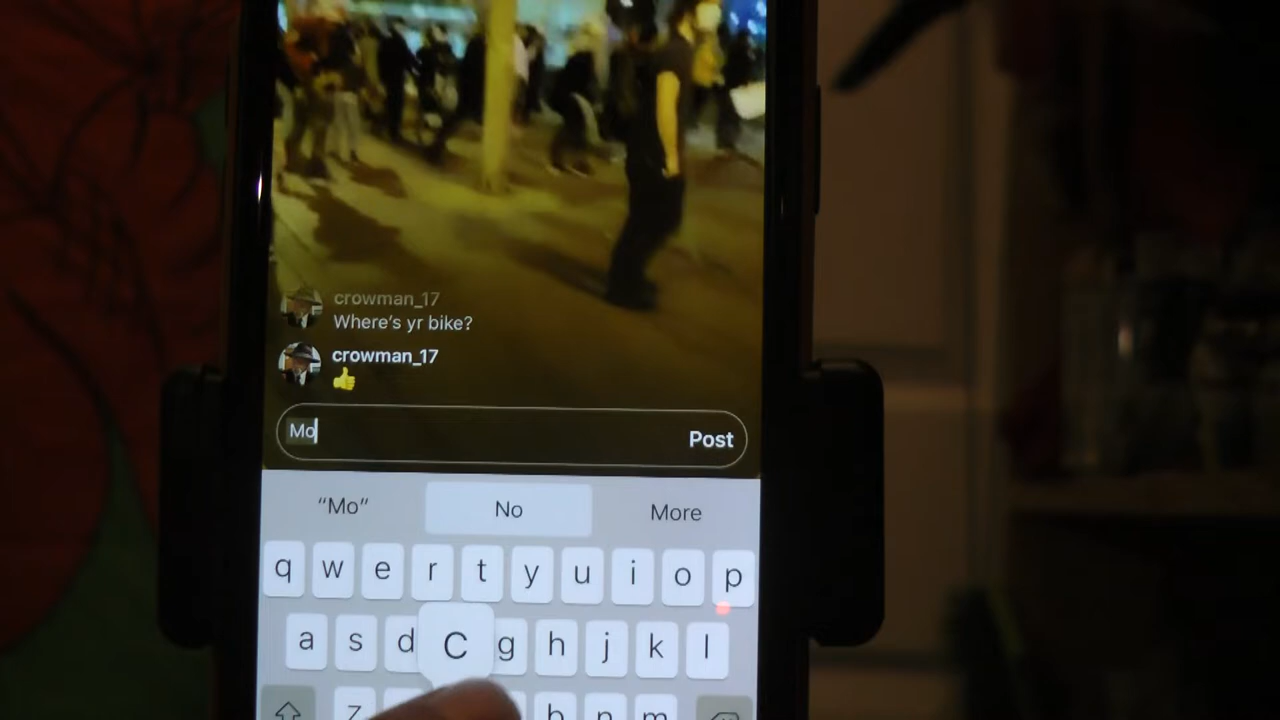 crowman_17
Where's yr bike?
crowman_17
👍
Mo
Post
“Mo” No More
q w e r t y u i o p
a s d C g h j k l
z b n m